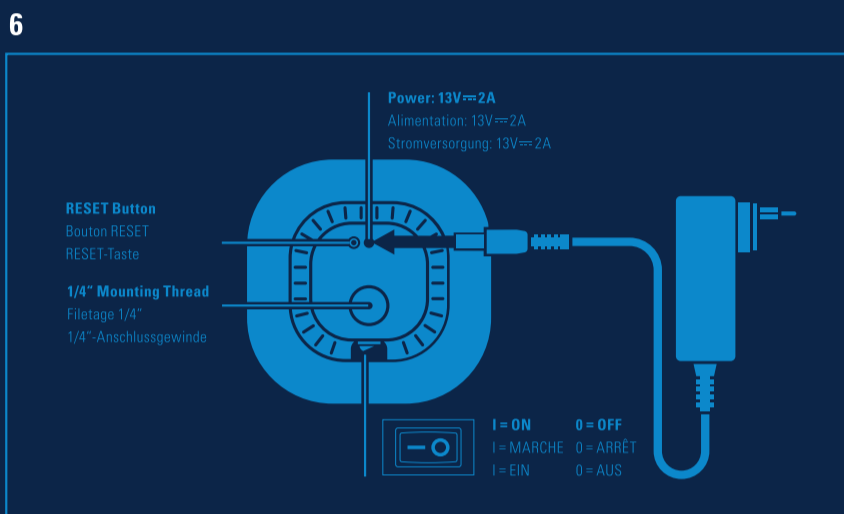 6
Power: 13V⎓2A
Alimentation: 13V⎓2A
Stromversorgung: 13V⎓2A
RESET Button
Bouton RESET
RESET-Taste
1/4“ Mounting Thread
Filetage 1/4“
1/4“-Anschlussgewinde
I = ON 0 = OFF
I = MARCHE 0 = ARRÊT
I = EIN 0 = AUS